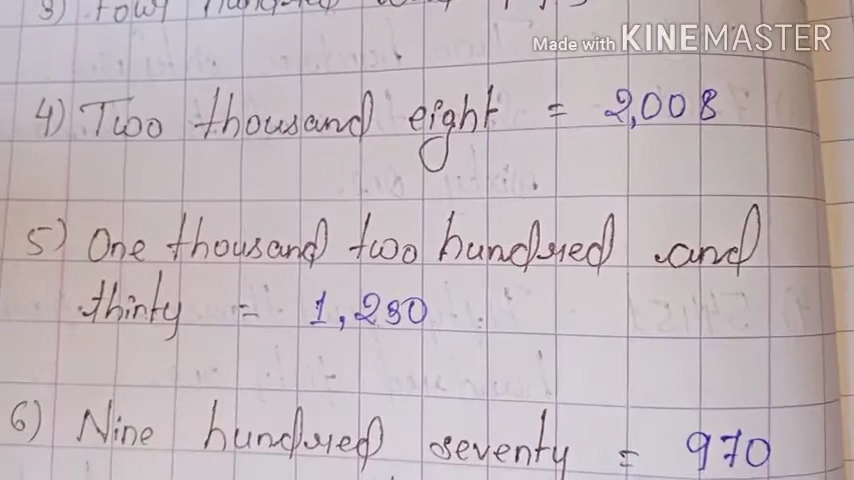 Made with KINEMASTER
4) Two thousand eight = 2,008
5) One thousand two hundred and
thirty = 1,230
6) Nine hundred seventy = 970